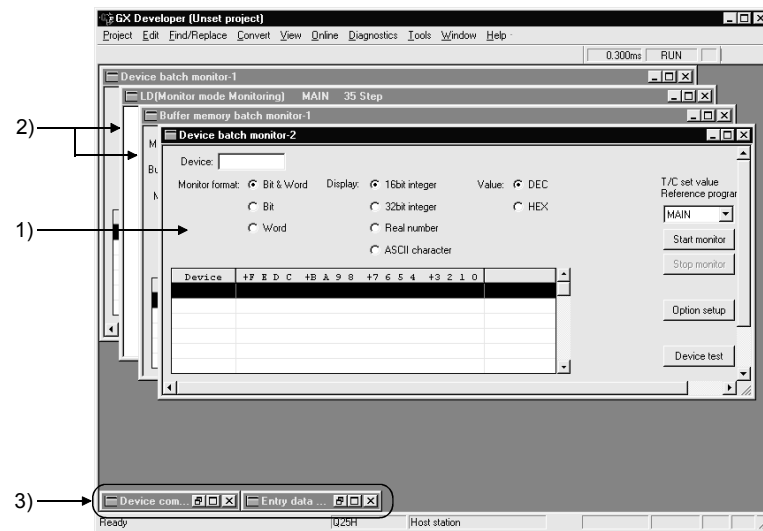 GX Developer (Unset project)
Project Edit Find/Replace Convert View Online Diagnostics Tools Window Help
0.300ms RUN
Device batch monitor-1
LD(Monitor mode Monitoring) MAIN 35 Step
2)
Buffer memory batch monitor-1
M
Device batch monitor-2
Bu
Device:
Monitor format: Bit & Word Display: 16bit integer Value: DEC
T/C set value
Reference progran
Bit 32bit integer HEX
MAIN
1)
Word Real number
Start monitor
ASCII character
Stop monitor
Device +F E D C +B A 9 8 +7 6 5 4 +3 2 1 0
Option setup
Device test
3)
Device com... Entry data ...
Ready Q25H Host station